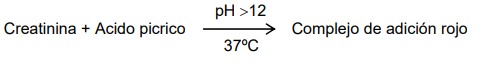 pH >12
Creatinina + Acido picrico → Complejo de adición rojo
37ºC